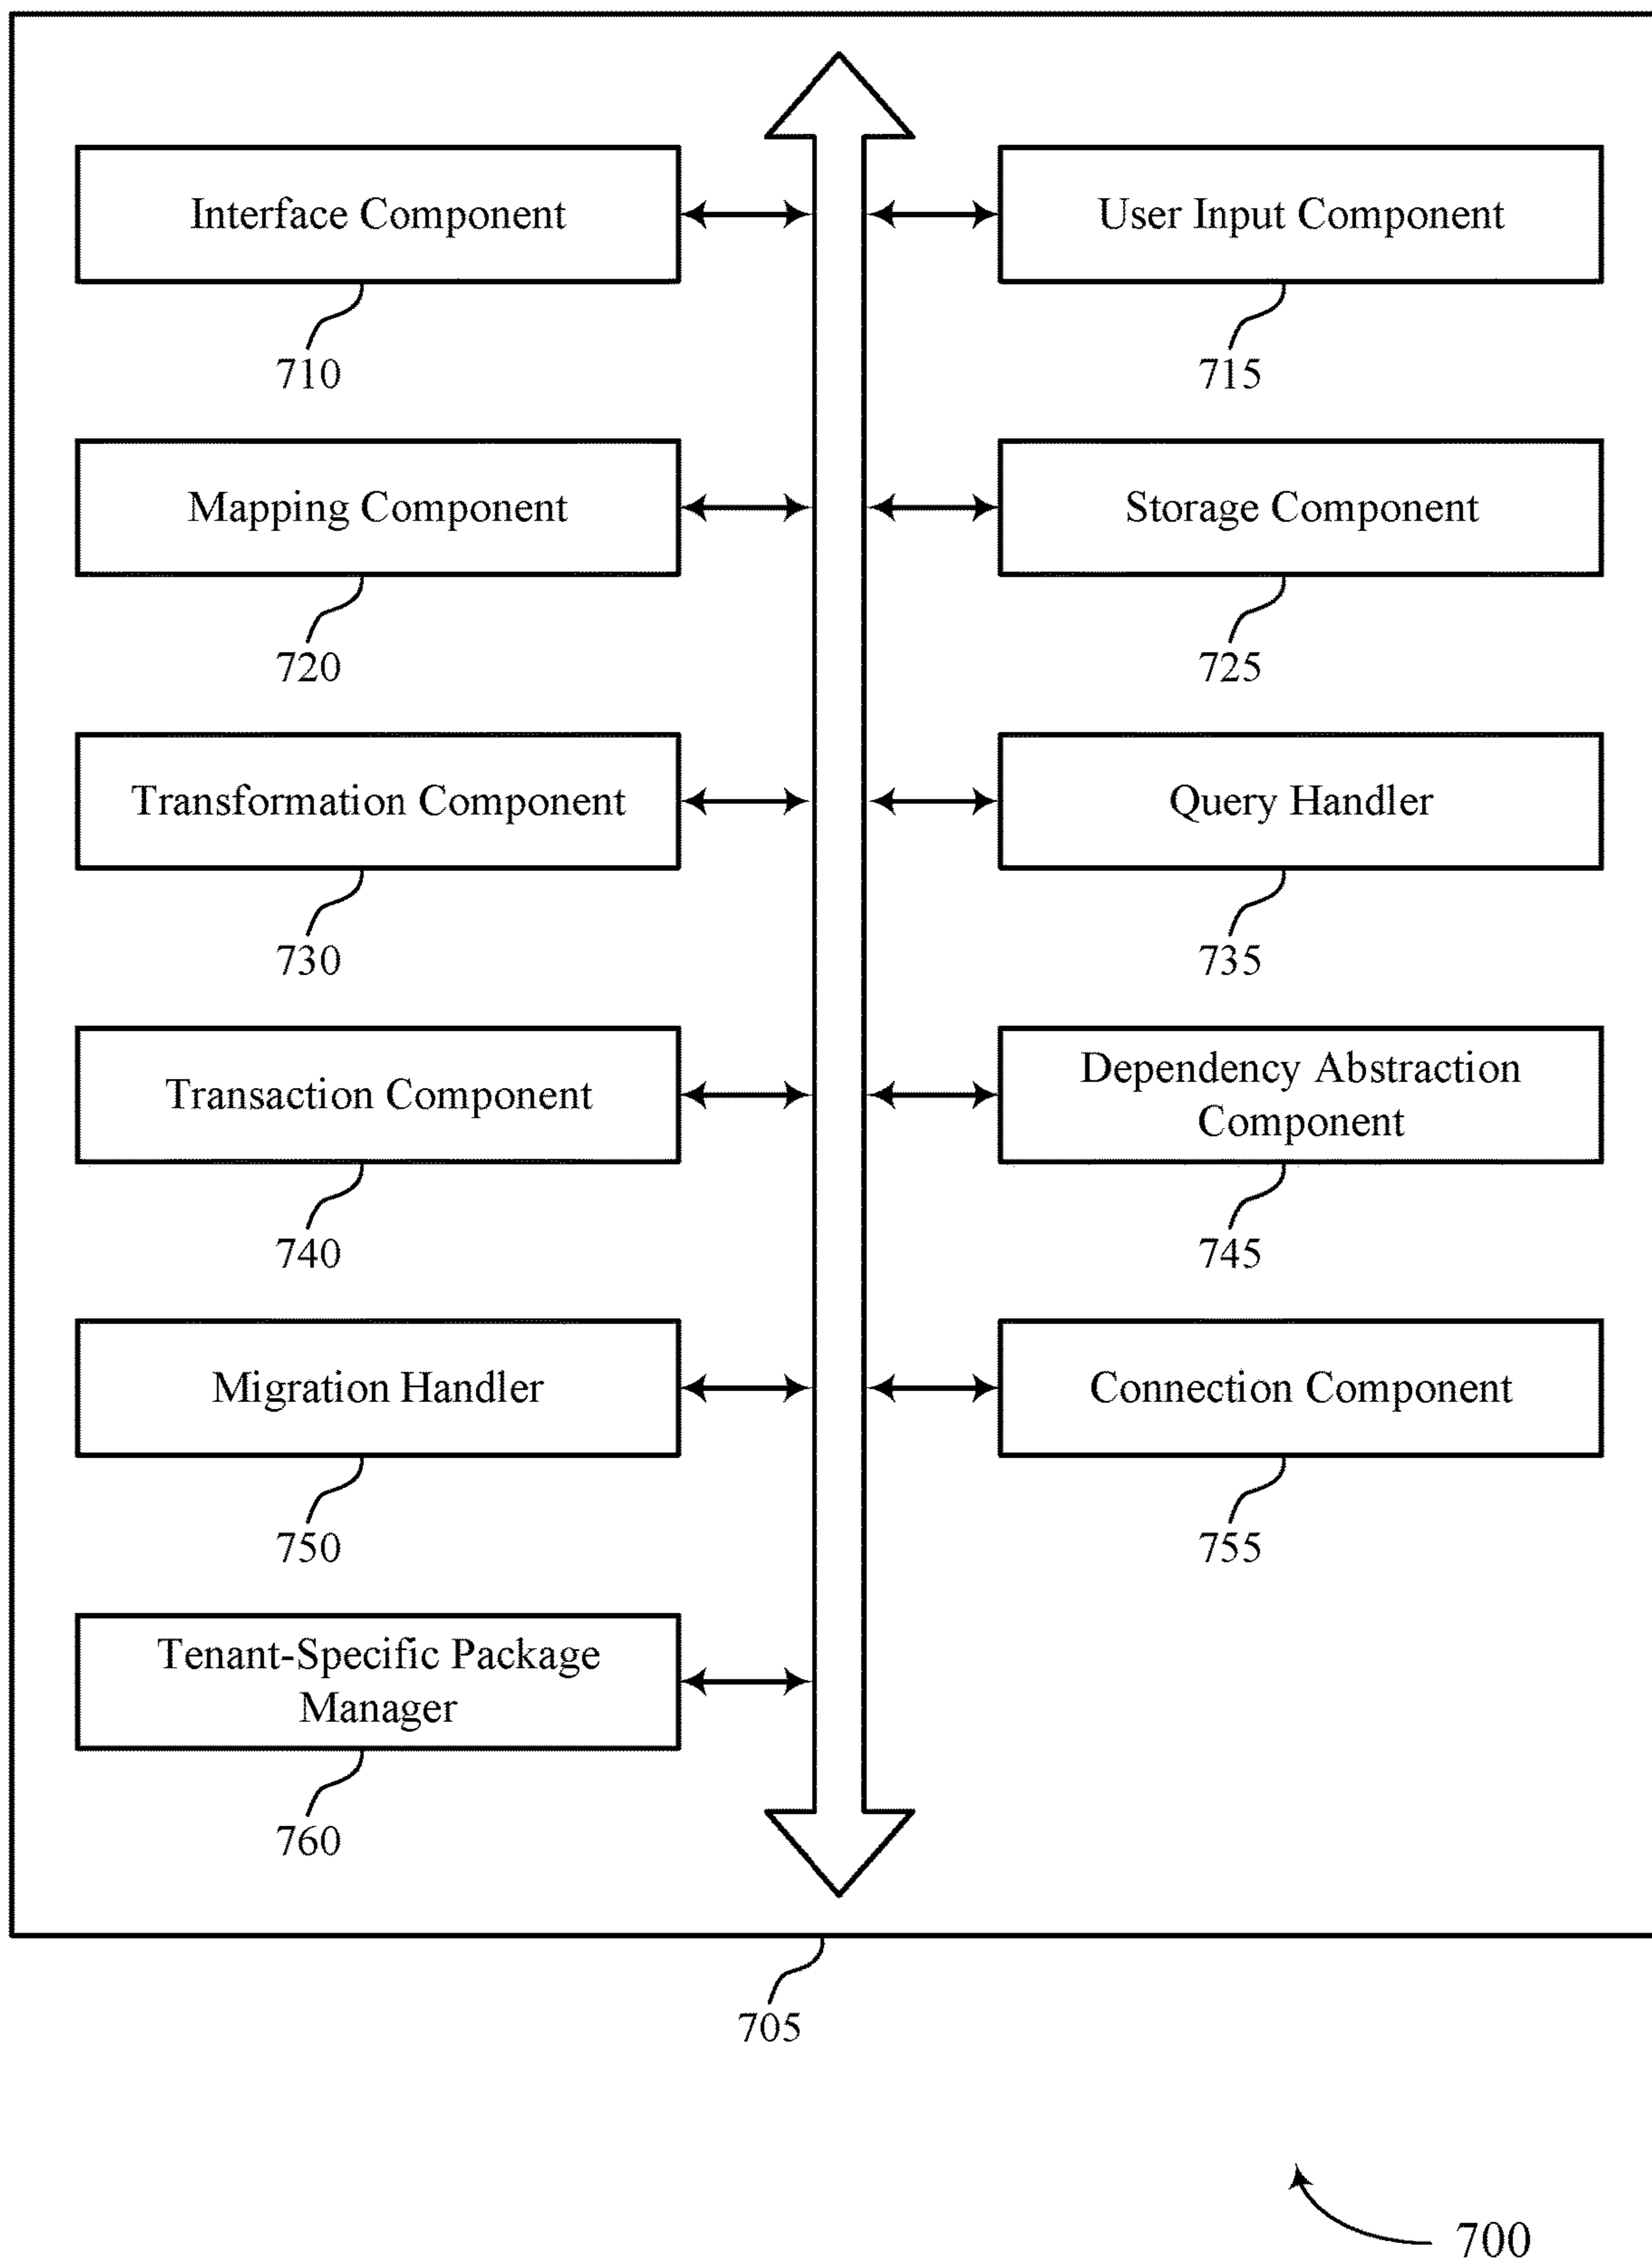 Interface Component
User Input Component
710
715
Mapping Component
Storage Component
720
725
Transformation Component
Query Handler
730
735
Transaction Component
Dependency Abstraction
Component
740
745
Migration Handler
Connection Component
750
755
Tenant-Specific Package
Manager
760
705
700